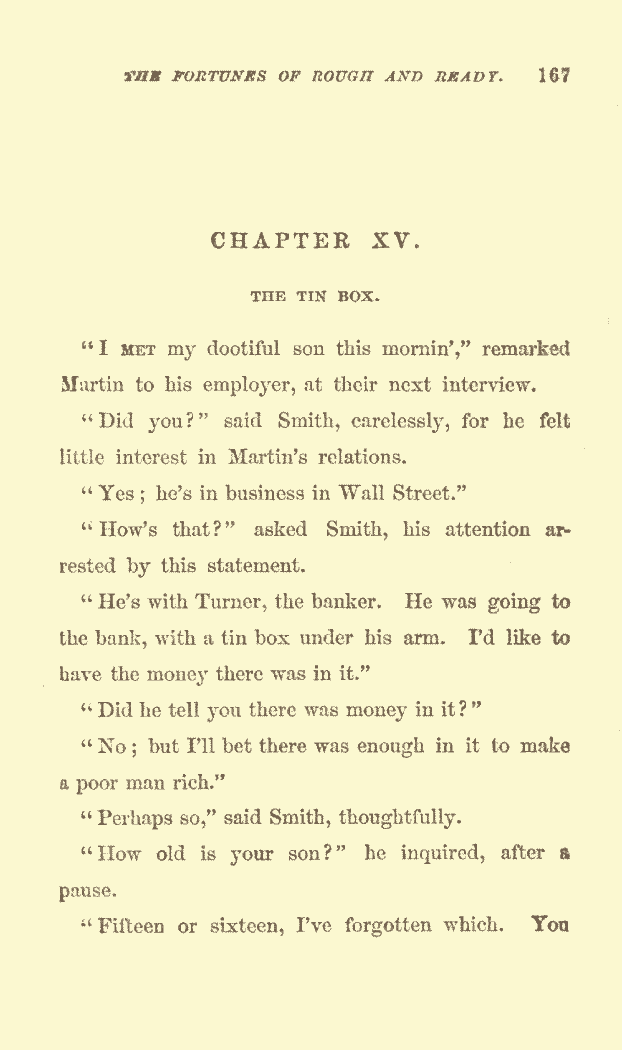 THE FORTUNES OF ROUGH AND READY. 167
CHAPTER XV.
THE TIN BOX.
"I MET my dootiful son this mornin'," remarked
Martin to his employer, at their next interview.
"Did you?" said Smith, carelessly, for he felt
little interest in Martin's relations.
"Yes; he's in business in Wall Street."
"How's that?" asked Smith, his attention ar-
rested by this statement.
"He's with Turner, the banker. He was going to
the bank, with a tin box under his arm. I'd like to
have the money there was in it."
"Did he tell you there was money in it?"
"No; but I'll bet there was enough in it to make
a poor man rich."
"Perhaps so," said Smith, thoughtfully.
"How old is your son?" he inquired, after a
pause.
"Fifteen or sixteen, I've forgotten which. You